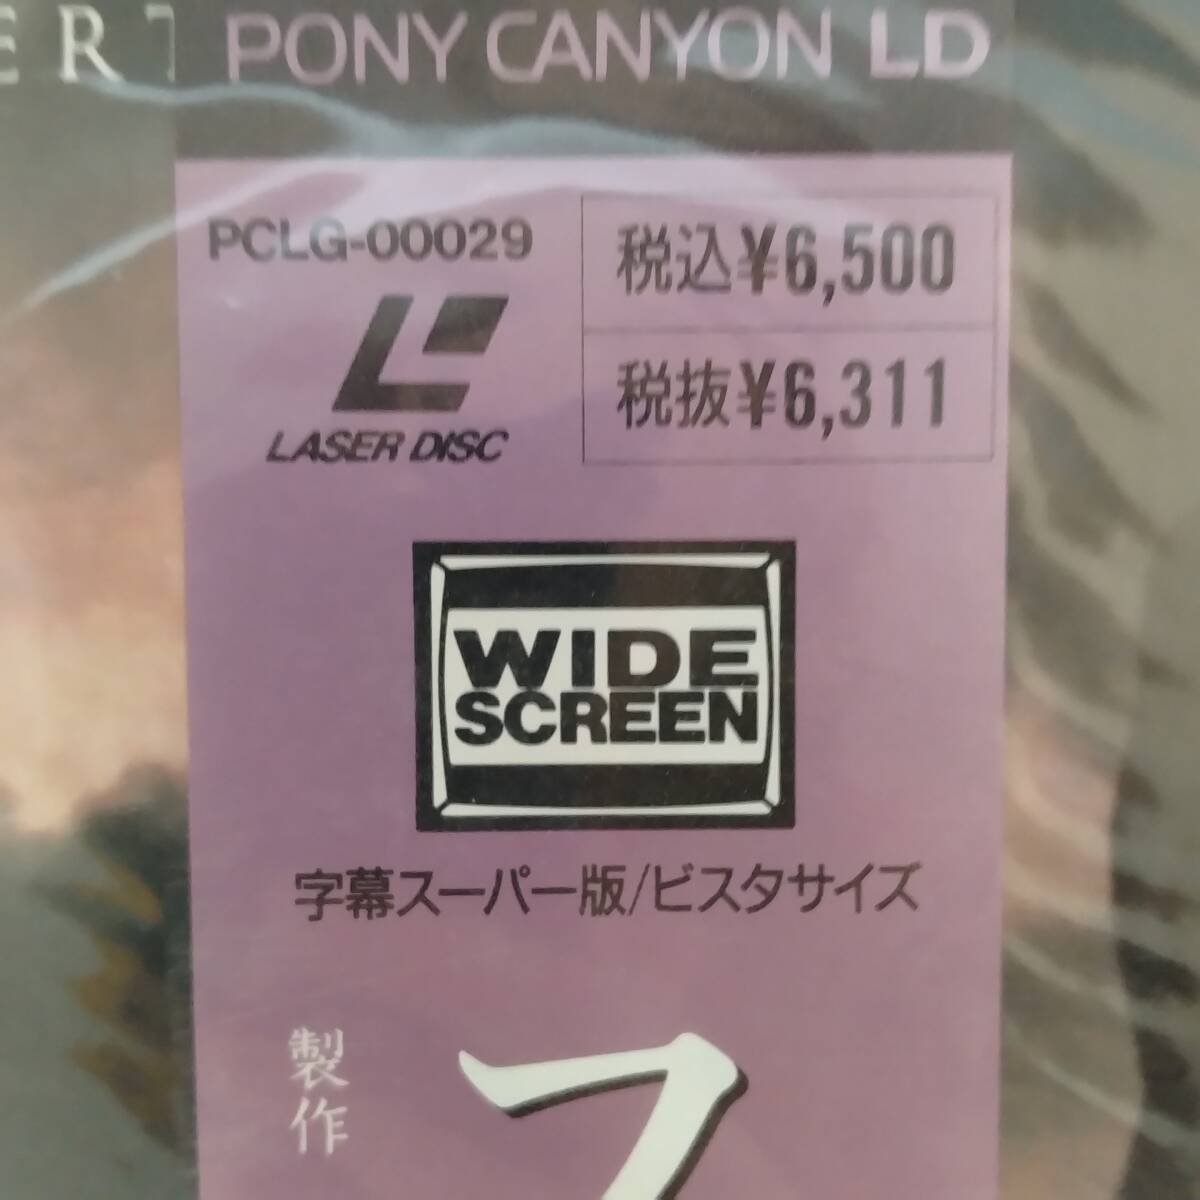 ER
PONY CANYON LD
PCLG-00029
税込¥6,500
税抜¥6,311
LASER DISC
WIDE
SCREEN
字幕スーパー版/ビスタサイズ
製作